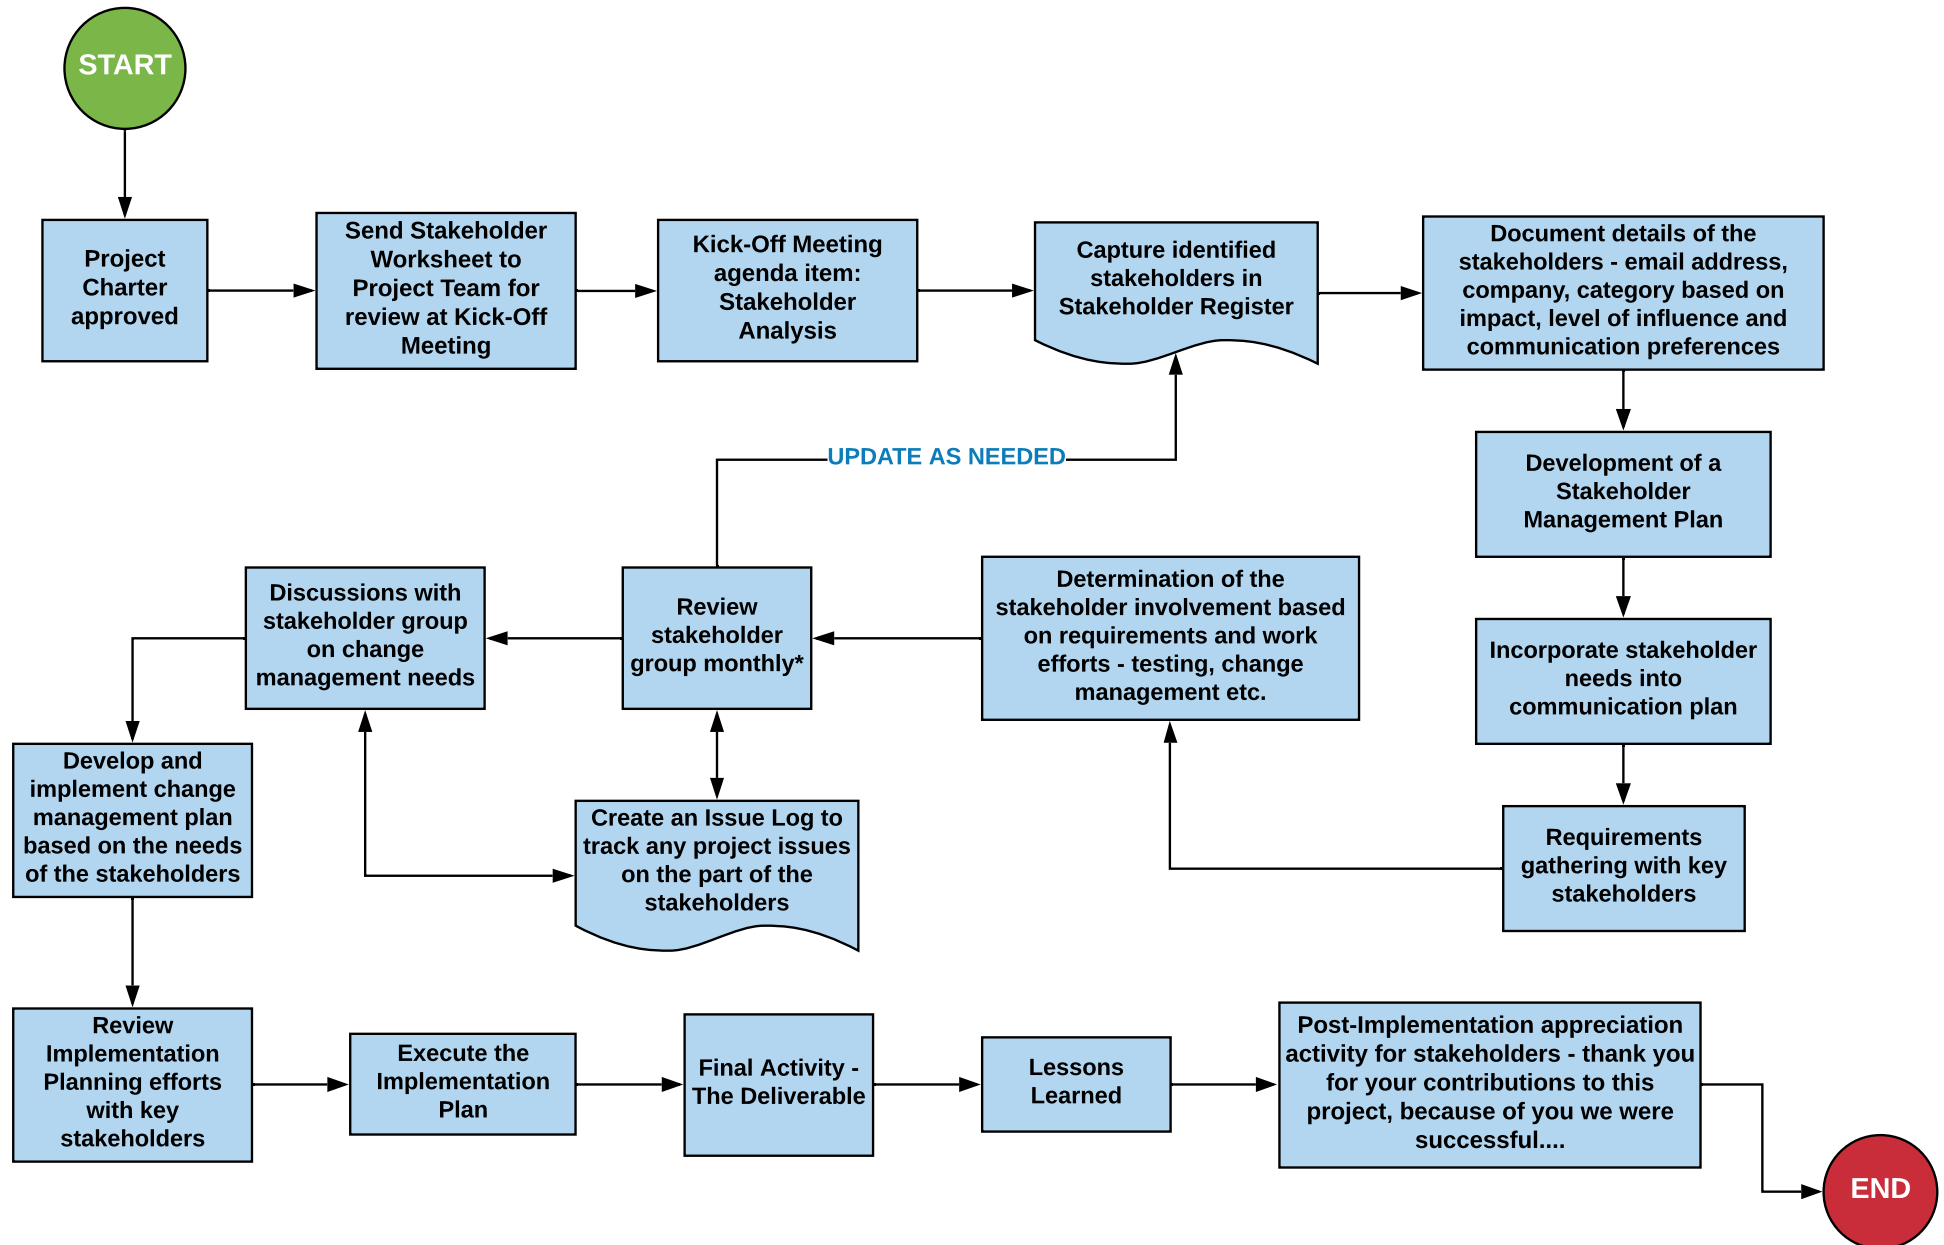 START
Project
Charter
approved
Send Stakeholder
Worksheet to
Project Team for
review at Kick-Off
Meeting
Kick-Off Meeting
agenda item:
Stakeholder
Analysis
Capture identified
stakeholders in
Stakeholder Register
Document details of the
stakeholders - email address,
company, category based on
impact, level of influence and
communication preferences
Development of a
Stakeholder
Management Plan
Incorporate stakeholder
needs into
communication plan
Requirements
gathering with key
stakeholders
Determination of the
stakeholder involvement based
on requirements and work
efforts - testing, change
management etc.
Review
stakeholder
group monthly*
UPDATE AS NEEDED
Create an Issue Log to
track any project issues
on the part of the
stakeholders
Discussions with
stakeholder group
on change
management needs
Develop and
implement change
management plan
based on the needs
of the stakeholders
Review
Implementation
Planning efforts
with key
stakeholders
Execute the
Implementation
Plan
Final Activity -
The Deliverable
Lessons
Learned
Post-Implementation appreciation
activity for stakeholders - thank you
for your contributions to this
project, because of you we were
successful....
END